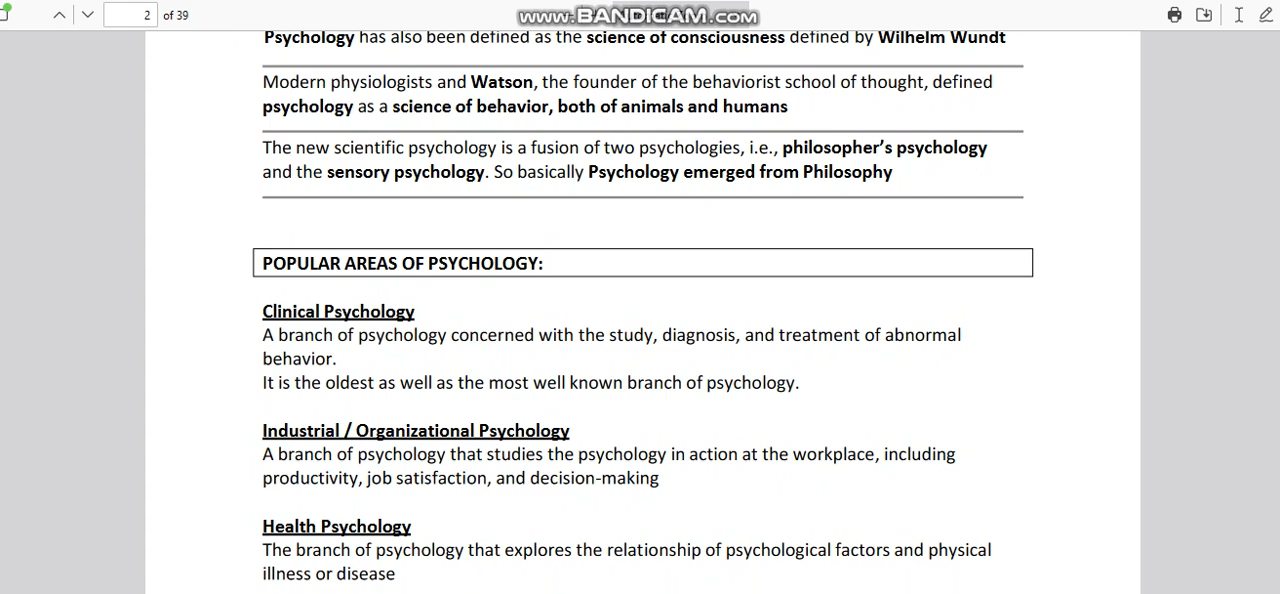 2 of 39
www.BANDICAM.com
Psychology has also been defined as the science of consciousness defined by Wilhelm Wundt
Modern physiologists and Watson, the founder of the behaviorist school of thought, defined
psychology as a science of behavior, both of animals and humans
The new scientific psychology is a fusion of two psychologies, i.e., philosopher’s psychology
and the sensory psychology. So basically Psychology emerged from Philosophy
POPULAR AREAS OF PSYCHOLOGY:
Clinical Psychology
A branch of psychology concerned with the study, diagnosis, and treatment of abnormal
behavior.
It is the oldest as well as the most well known branch of psychology.
Industrial / Organizational Psychology
A branch of psychology that studies the psychology in action at the workplace, including
productivity, job satisfaction, and decision-making
Health Psychology
The branch of psychology that explores the relationship of psychological factors and physical
illness or disease